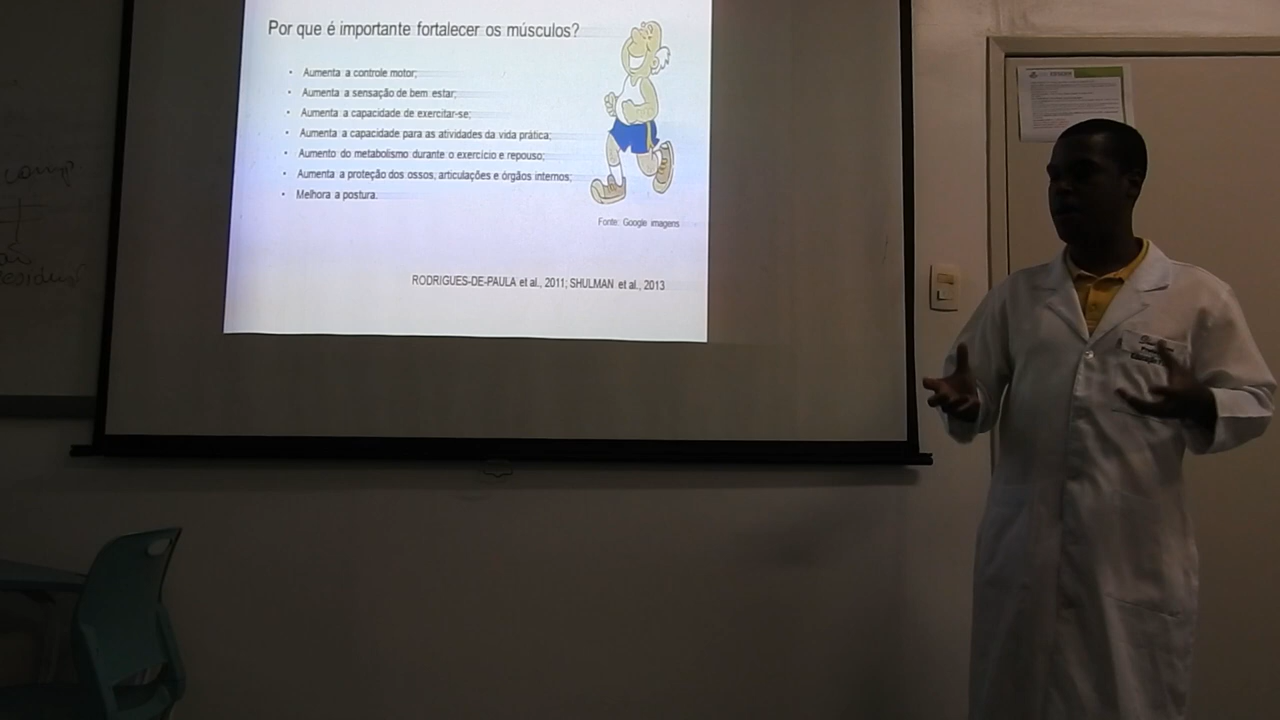 Por que é importante fortalecer os músculos?
• Aumenta a controle motor;
• Aumenta a sensação de bem estar;
• Aumenta a capacidade de exercitar-se;
• Aumenta a capacidade para as atividades da vida prática;
• Aumento do metabolismo durante o exercício e repouso;
• Aumenta a proteção dos ossos, articulações e órgãos internos;
• Melhora a postura.
Fonte: Google imagens
RODRIGUES-DE-PAULA et al., 2011; SHULMAN et al., 2013